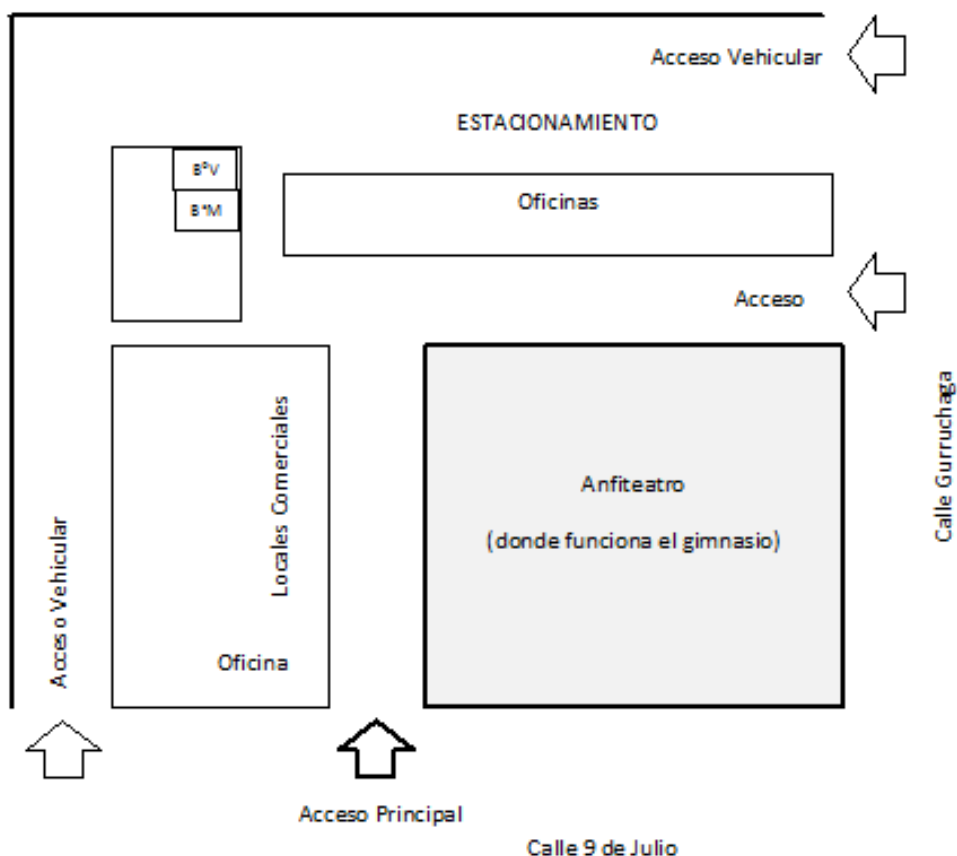 Acceso Vehicular
ESTACIONAMIENTO
BºV
B*M
Oficinas
Acceso
Locales Comerciales
Anfiteatro
(donde funciona el gimnasio)
Calle Gurruchaga
Acceso Vehicular
Oficina
Acceso Principal
Calle 9 de Julio